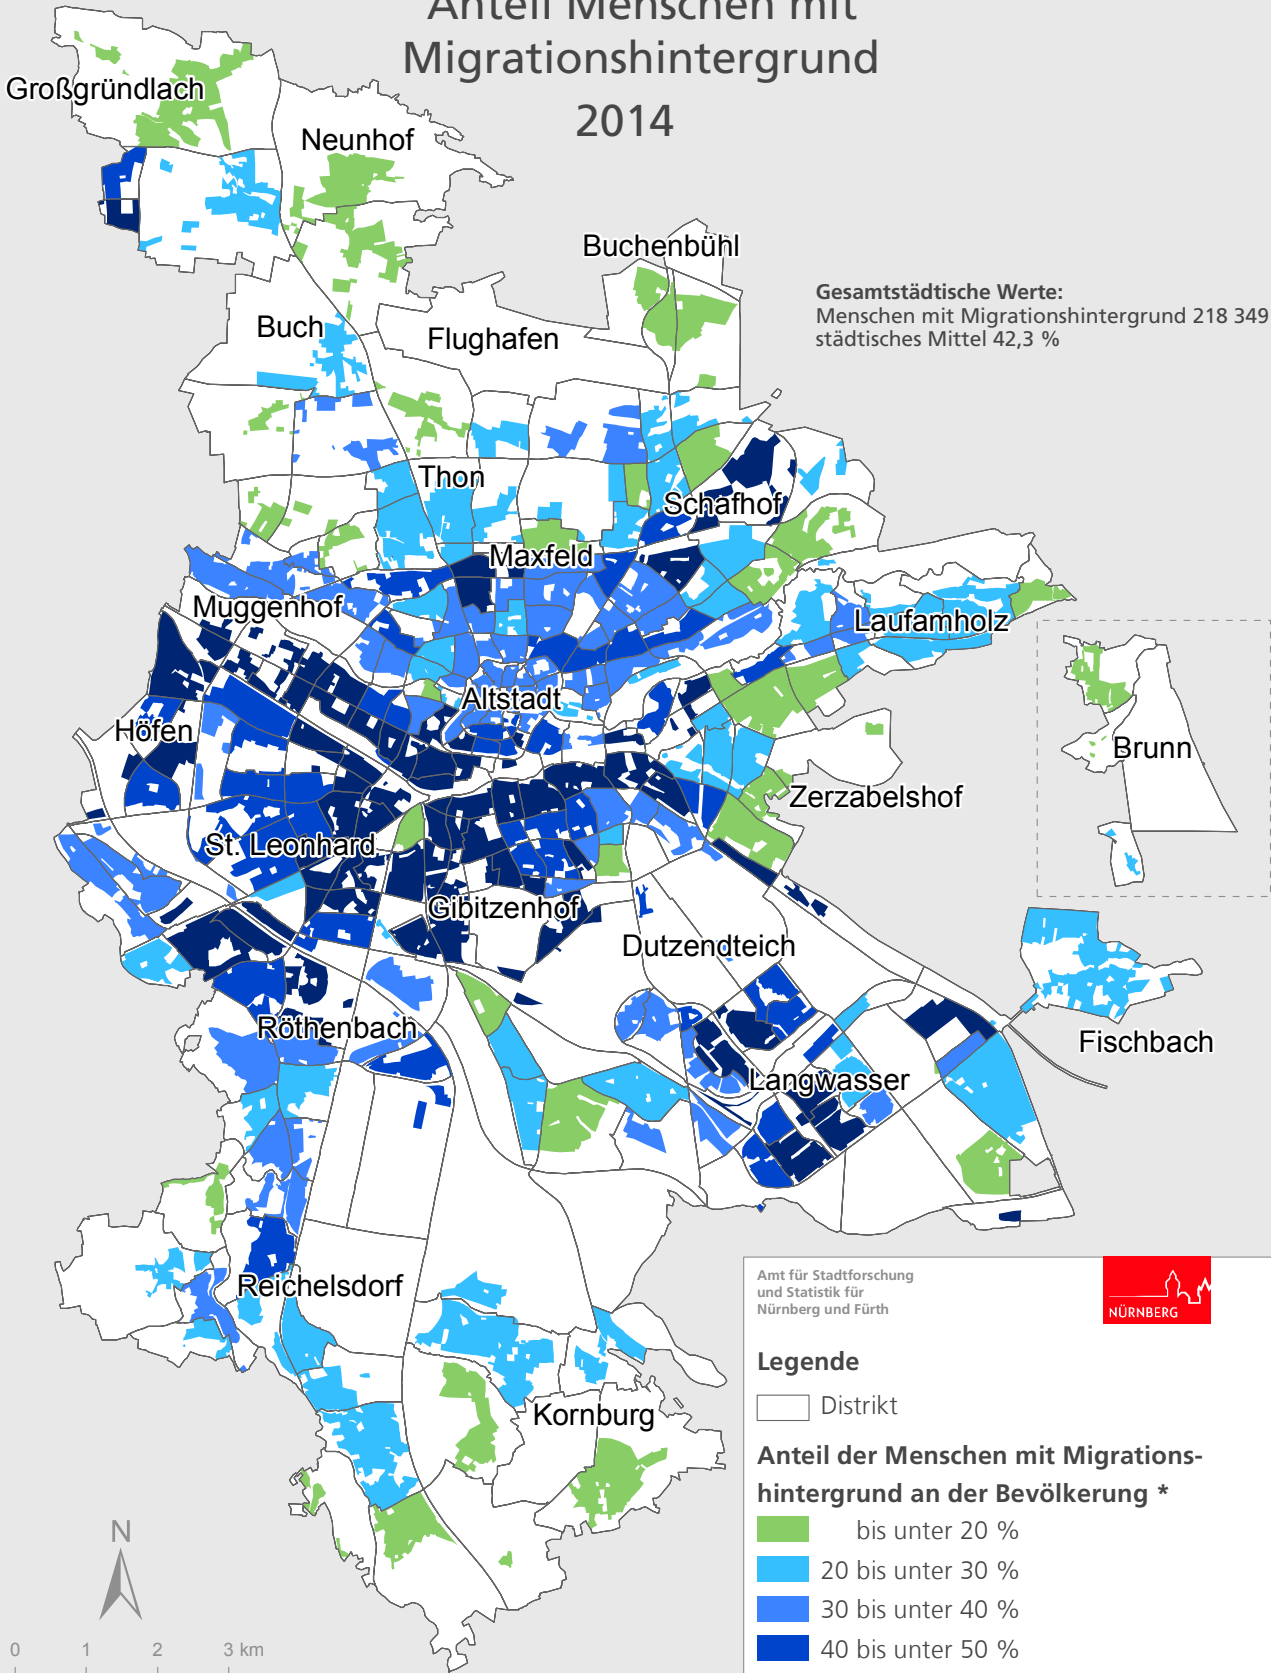 Anteil Menschen mit
Migrationshintergrund
2014
Großgründlach
Neunhof
Buchenbühl
Gesamtstädtische Werte:
Menschen mit Migrationshintergrund 218 349
städtisches Mittel 42,3 %
Buch
Flughafen
Thon
Schafhof
Maxfeld
Muggenhof
Laufamholz
Altstadt
Höfen
Brunn
Zerzabelshof
St. Leonhard
Gibitzenhof
Dutzendteich
Röthenbach
Fischbach
Langwasser
Reichelsdorf
Kornburg
Amt für Stadtforschung
und Statistik für
Nürnberg und Fürth
NÜRNBERG
Legende
Distrikt
Anteil der Menschen mit Migrations-
hintergrund an der Bevölkerung *
bis unter 20 %
20 bis unter 30 %
30 bis unter 40 %
40 bis unter 50 %
N
0 1 2 3 km